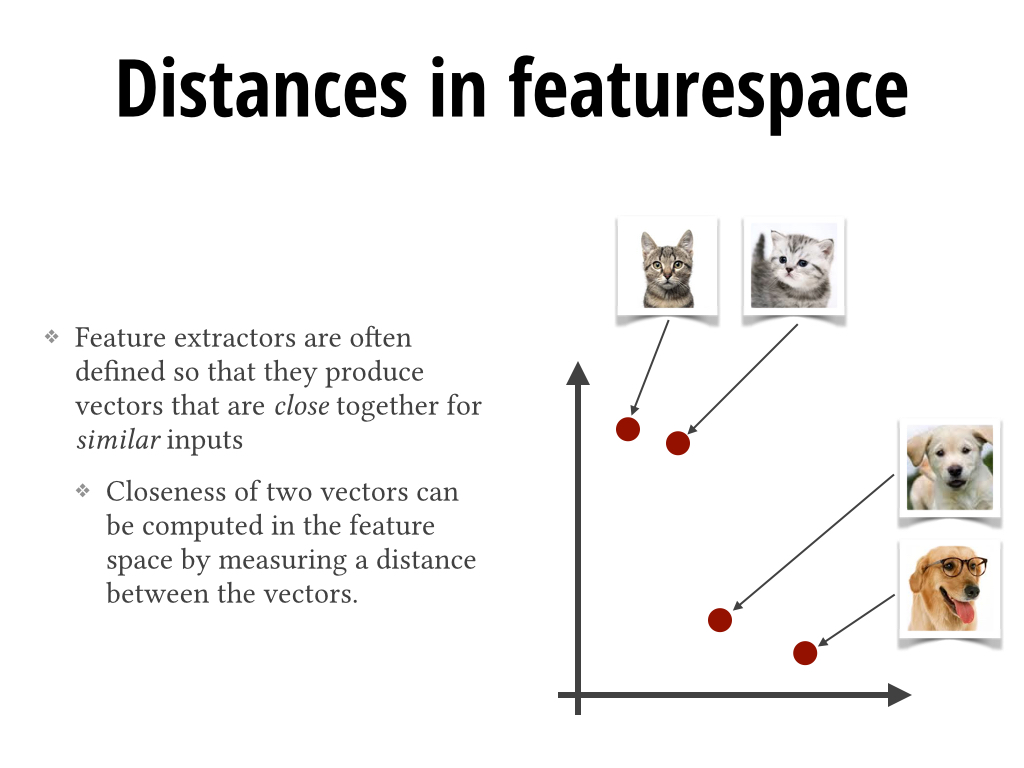 Distances in featurespace
❖ Feature extractors are often
defined so that they produce
vectors that are close together for
similar inputs
❖ Closeness of two vectors can
be computed in the feature
space by measuring a distance
between the vectors.